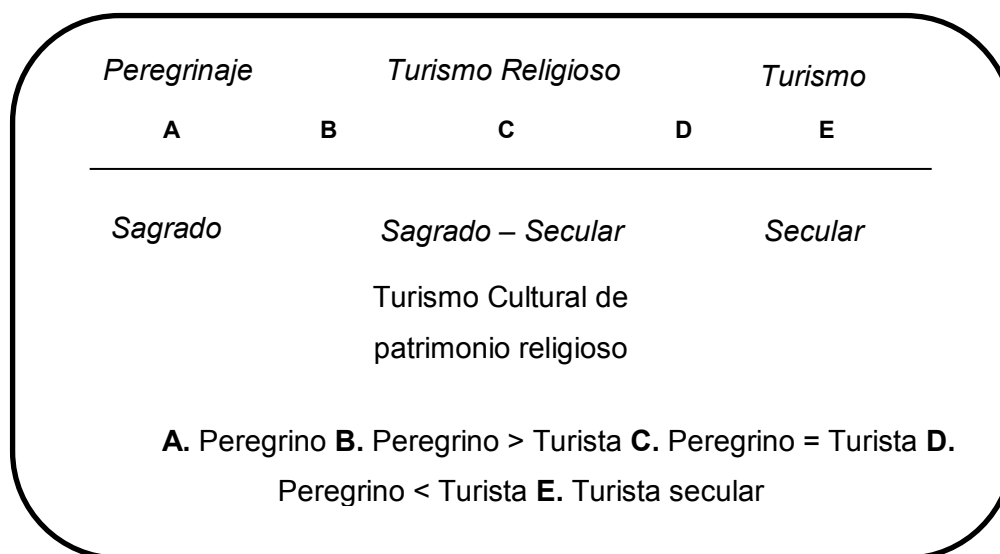 Peregrinaje Turismo Religioso Turismo
A B C D E
Sagrado Sagrado – Secular Secular
Turismo Cultural de
patrimonio religioso
A. Peregrino B. Peregrino > Turista C. Peregrino = Turista D.
Peregrino < Turista E. Turista secular